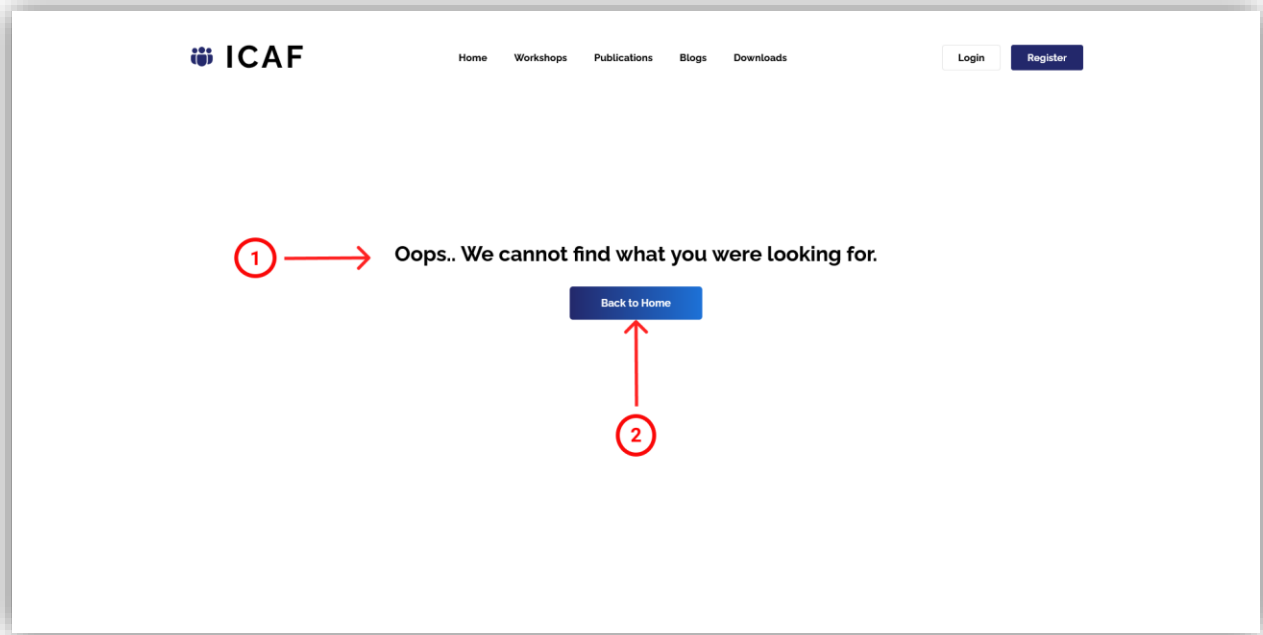 ICAF
Home Workshops Publications Blogs Downloads
Login Register
1 Oops.. We cannot find what you were looking for.
Back to Home
2